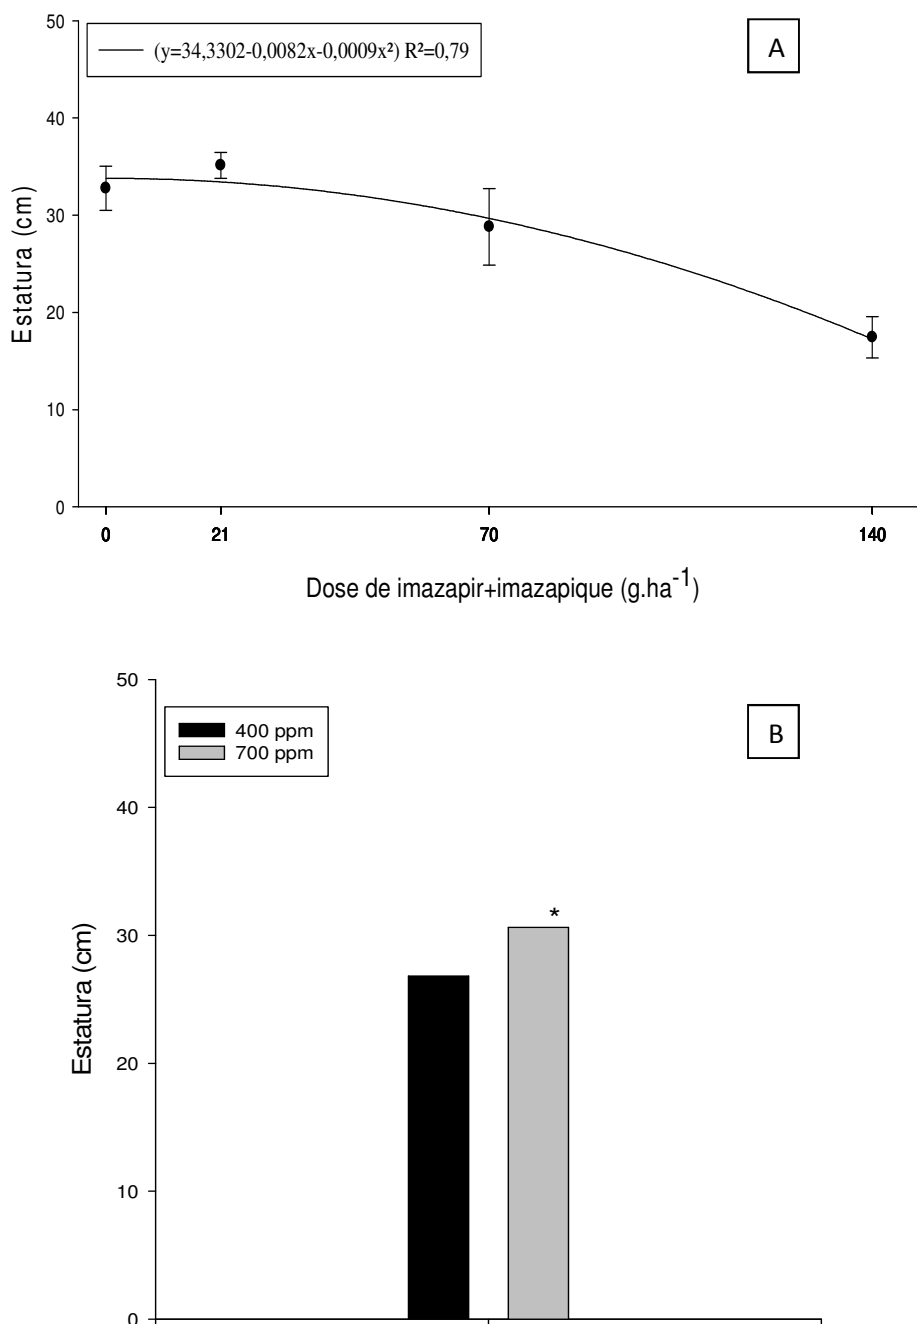 50
(y=34,3302-0,0082x-0,0009x²) R²=0,79
A
40
30
20
10
0
Estatura (cm)
0 21 70 140
Dose de imazapir+imazapique (g.ha⁻¹)
50
400 ppm
700 ppm
B
40
30
*
20
10
0
Estatura (cm)